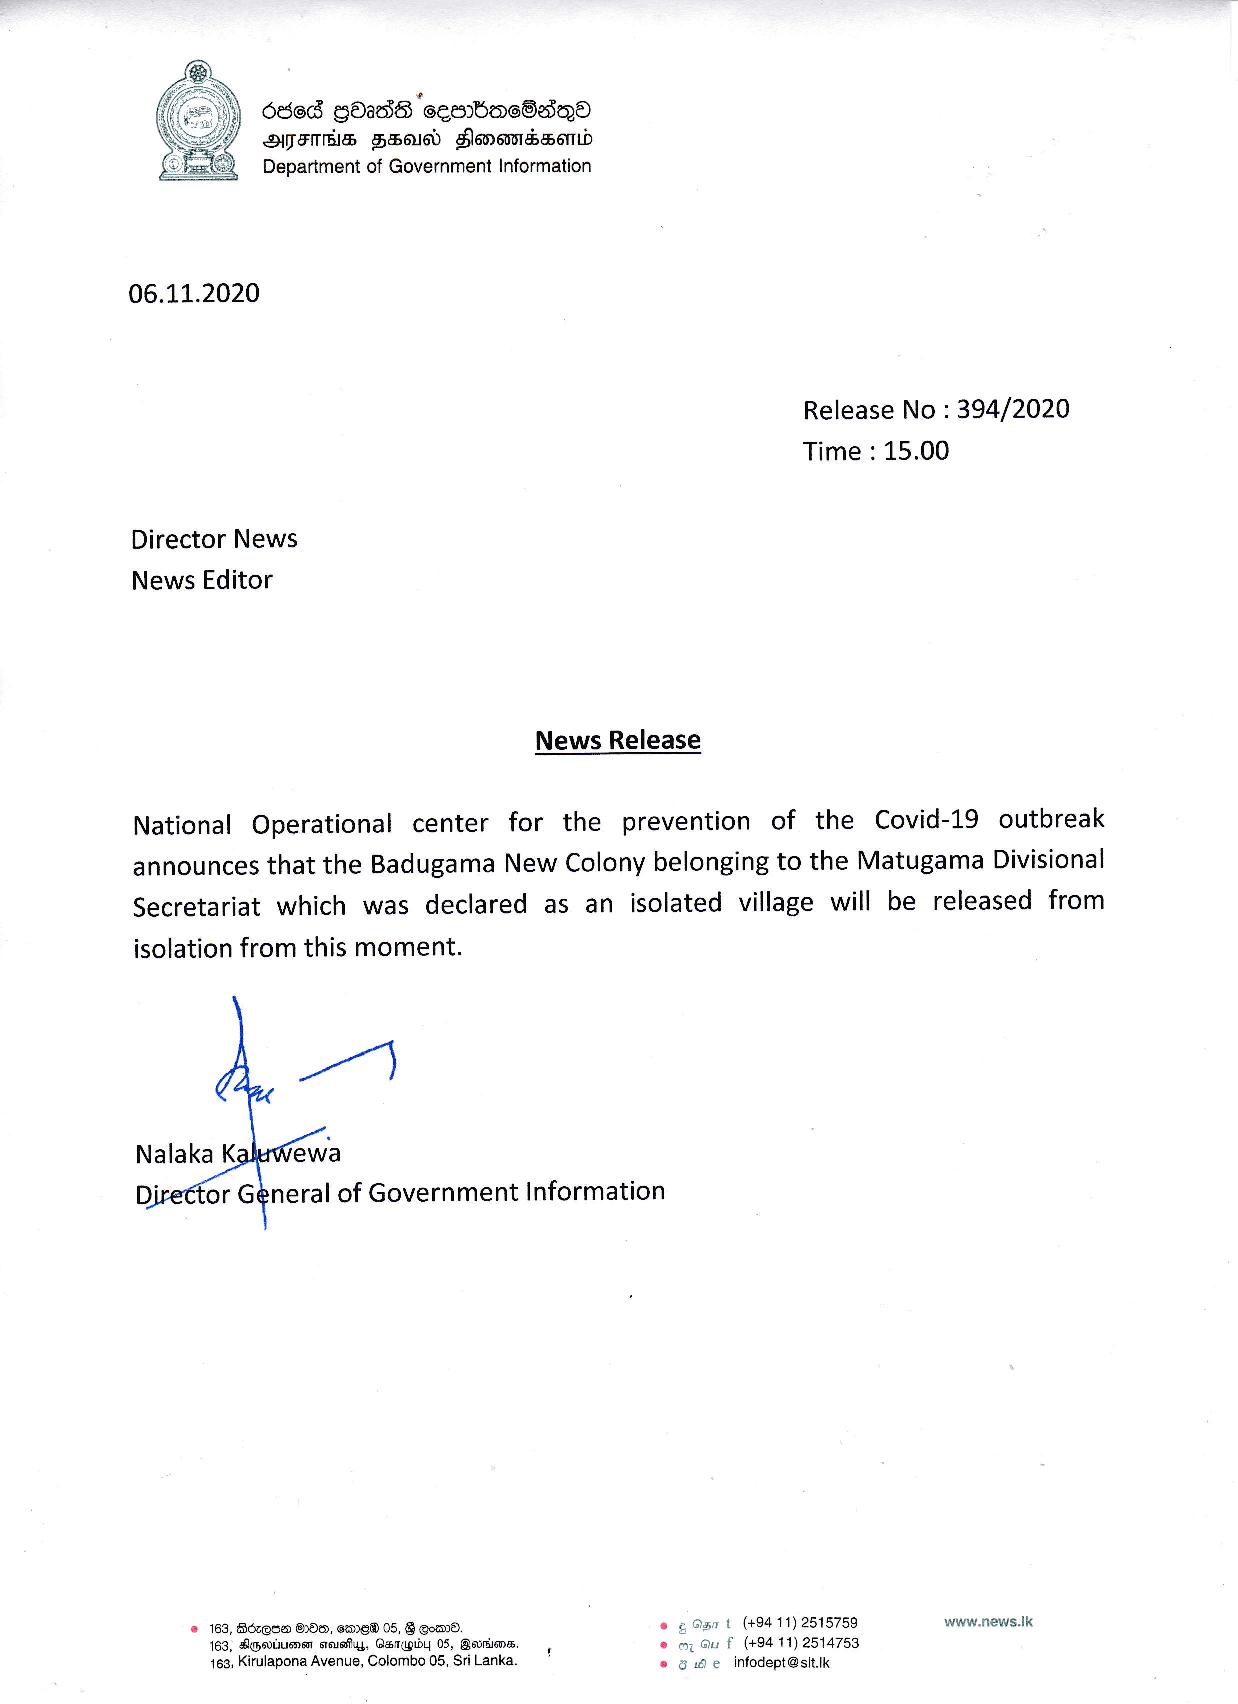 රජයේ ප්‍රවෘත්ති දෙපාර්තමේන්තුව
அரசாங்க தகவல் திணைக்களம்
Department of Government Information
06.11.2020
Release No : 394/2020
Time : 15.00
Director News
News Editor
News Release
National Operational center for the prevention of the Covid-19 outbreak
announces that the Badugama New Colony belonging to the Matugama Divisional
Secretariat which was declared as an isolated village will be released from
isolation from this moment.
Nalaka Kaluwewa
Director General of Government Information
163, කිරුලපන මාවත, කොළඹ 05, ශ්‍රී ලංකාව.
163, கிருலப்பனை எவனியூ, கொழும்பு 05, இலங்கை.
163, Kirulapona Avenue, Colombo 05, Sri Lanka.
දු தொ t (+94 11) 2515759
ෆැ பெ f (+94 11) 2514753
ඊ மி e infodept@slt.lk
www.news.lk